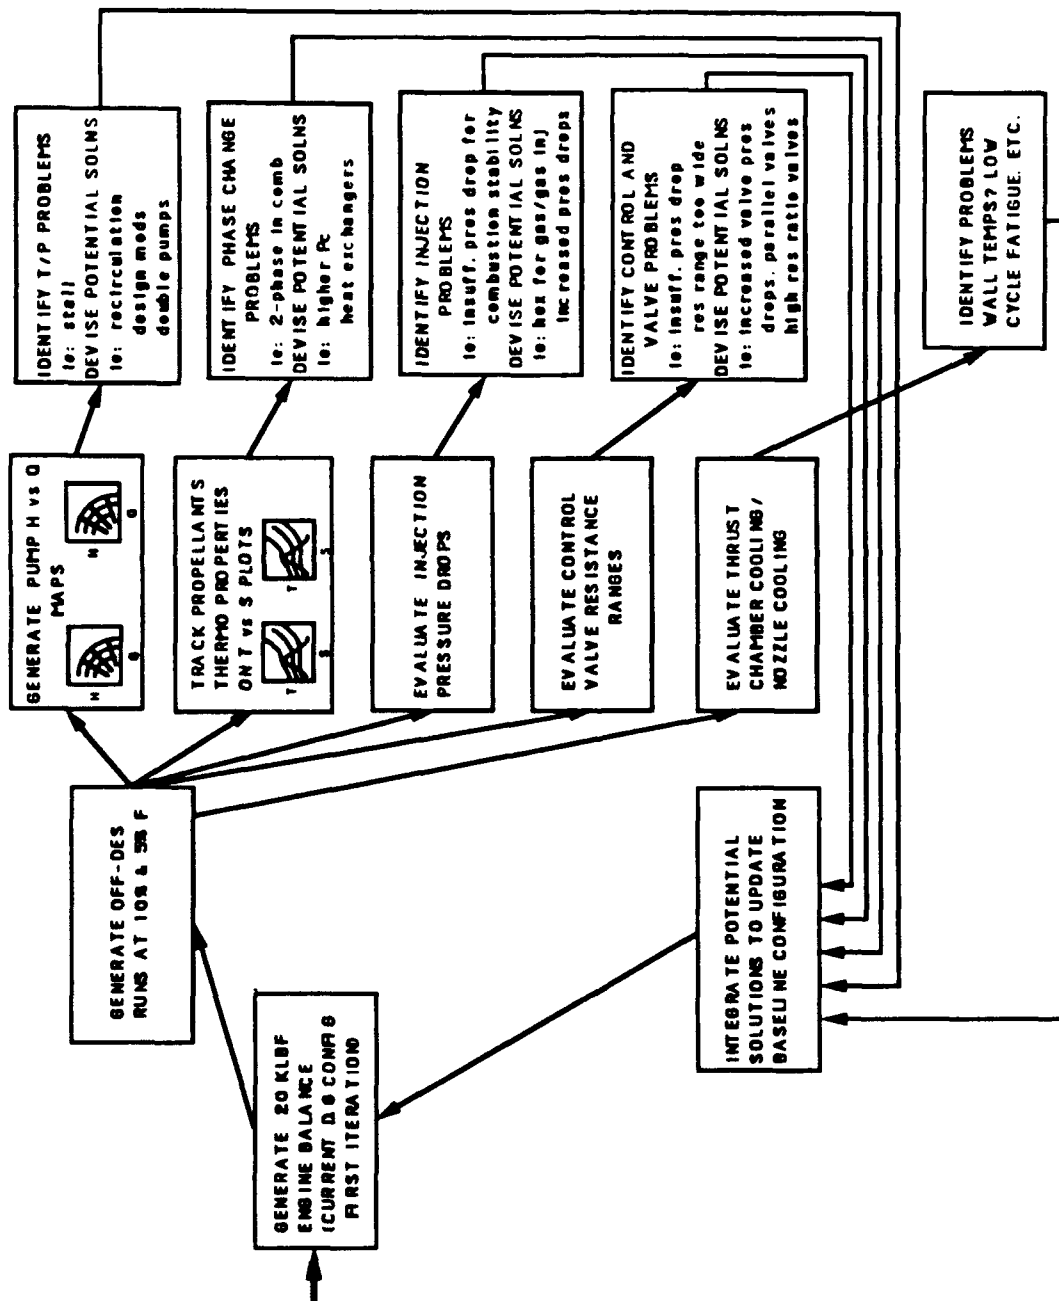 GENERATE 20 KLBF
ENGINE BALANCE
(CURRENT D.6 CONFIG
FIRST ITERATION)
GENERATE OFF-DES
RUNS AT 10% & 5% F
GENERATE PUMP H vs Q
MAPS
H
Q
H
Q
TRACK PROPELLANTS
THERMO PROPERTIES
ON T vs S PLOTS
T
S
T
S
EVALUATE INJECTION
PRESSURE DROPS
EVALUATE CONTROL
VALVE RESISTANCE
RANGES
EVALUATE THRUST
CHAMBER COOLING/
NOZZLE COOLING
IDENTIFY T/P PROBLEMS
ie: stall
DEVISE POTENTIAL SOLNS
ie: recirculation
design mods
double pumps
IDENTIFY PHASE CHANGE
PROBLEMS
ie: 2-phase in comb
DEVISE POTENTIAL SOLNS
ie: higher Pc
heat exchangers
IDENTIFY INJECTION
PROBLEMS
ie: insuff. pres drop for
combustion stability
DEVISE POTENTIAL SOLNS
ie: hex for gas/gas inj
increased pres drops
IDENTIFY CONTROL AND
VALVE PROBLEMS
ie: insuff. pres drop
res range too wide
DEVISE POTENTIAL SOLNS
ie: increased valve pres
drops. parallel valves
high res ratio valves
IDENTIFY PROBLEMS
WALL TEMPS? LOW
CYCLE FATIGUE. ETC.
INTEGRATE POTENTIAL
SOLUTIONS TO UPDATE
BASELINE CONFIGURATION